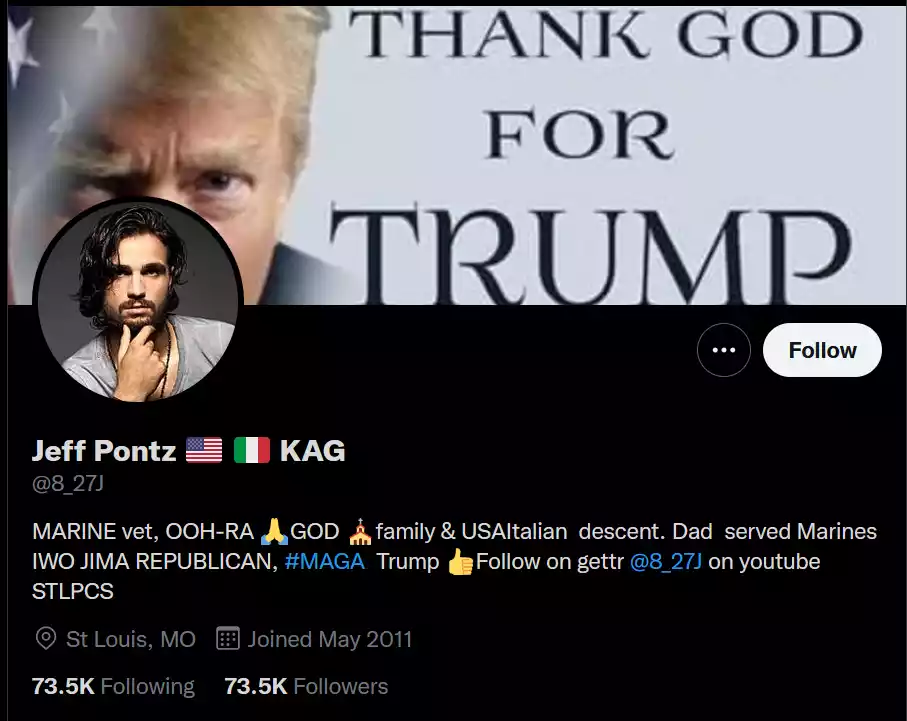 THANK GOD
FOR
TRUMP
Follow
Jeff Pontz 🇺🇸 🇮🇹 KAG
@8_27J
MARINE vet, OOH-RA 🙏GOD ⛪family & USAItalian descent. Dad served Marines
IWO JIMA REPUBLICAN, #MAGA Trump 👍Follow on gettr @8_27J on youtube
STLPCS
St Louis, MO Joined May 2011
73.5K Following 73.5K Followers